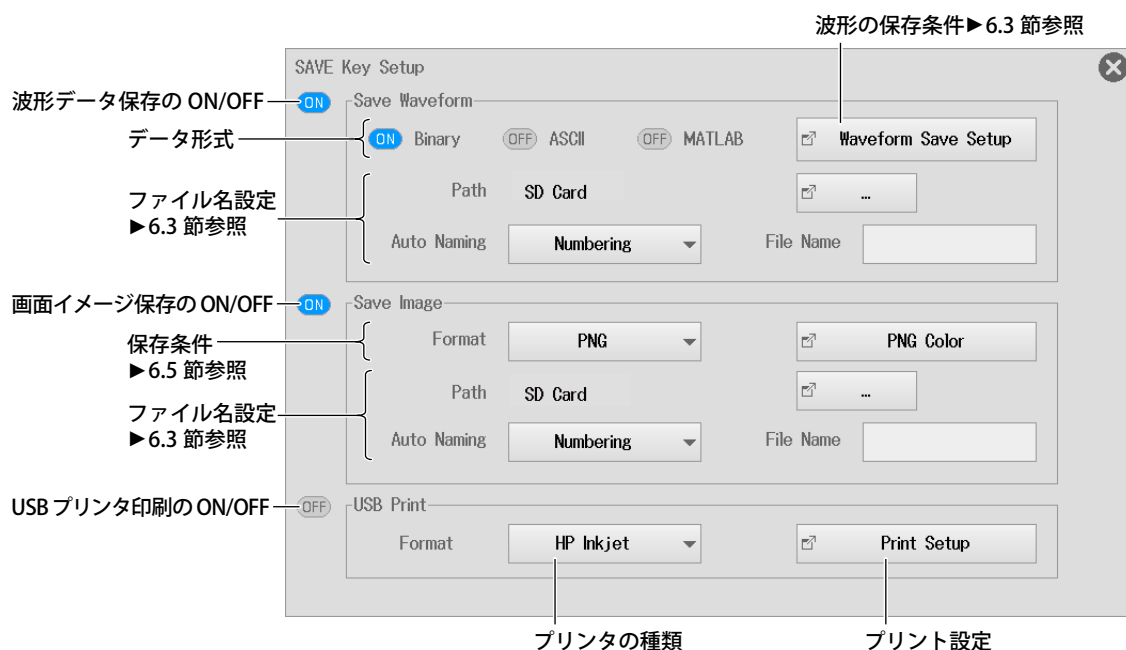 波形の保存条件▶6.3 節参照
SAVE Key Setup
波形データ保存の ON/OFF
ON
Save Waveform
データ形式
ON Binary OFF ASCII OFF MATLAB Waveform Save Setup
ファイル名設定
▶6.3 節参照
Path SD Card ...
Auto Naming Numbering File Name
画面イメージ保存の ON/OFF
ON
Save Image
保存条件
▶6.5 節参照
Format PNG PNG Color
ファイル名設定
▶6.3 節参照
Path SD Card ...
Auto Naming Numbering File Name
USB プリンタ印刷の ON/OFF
OFF
USB Print
Format HP Inkjet Print Setup
プリンタの種類
プリント設定